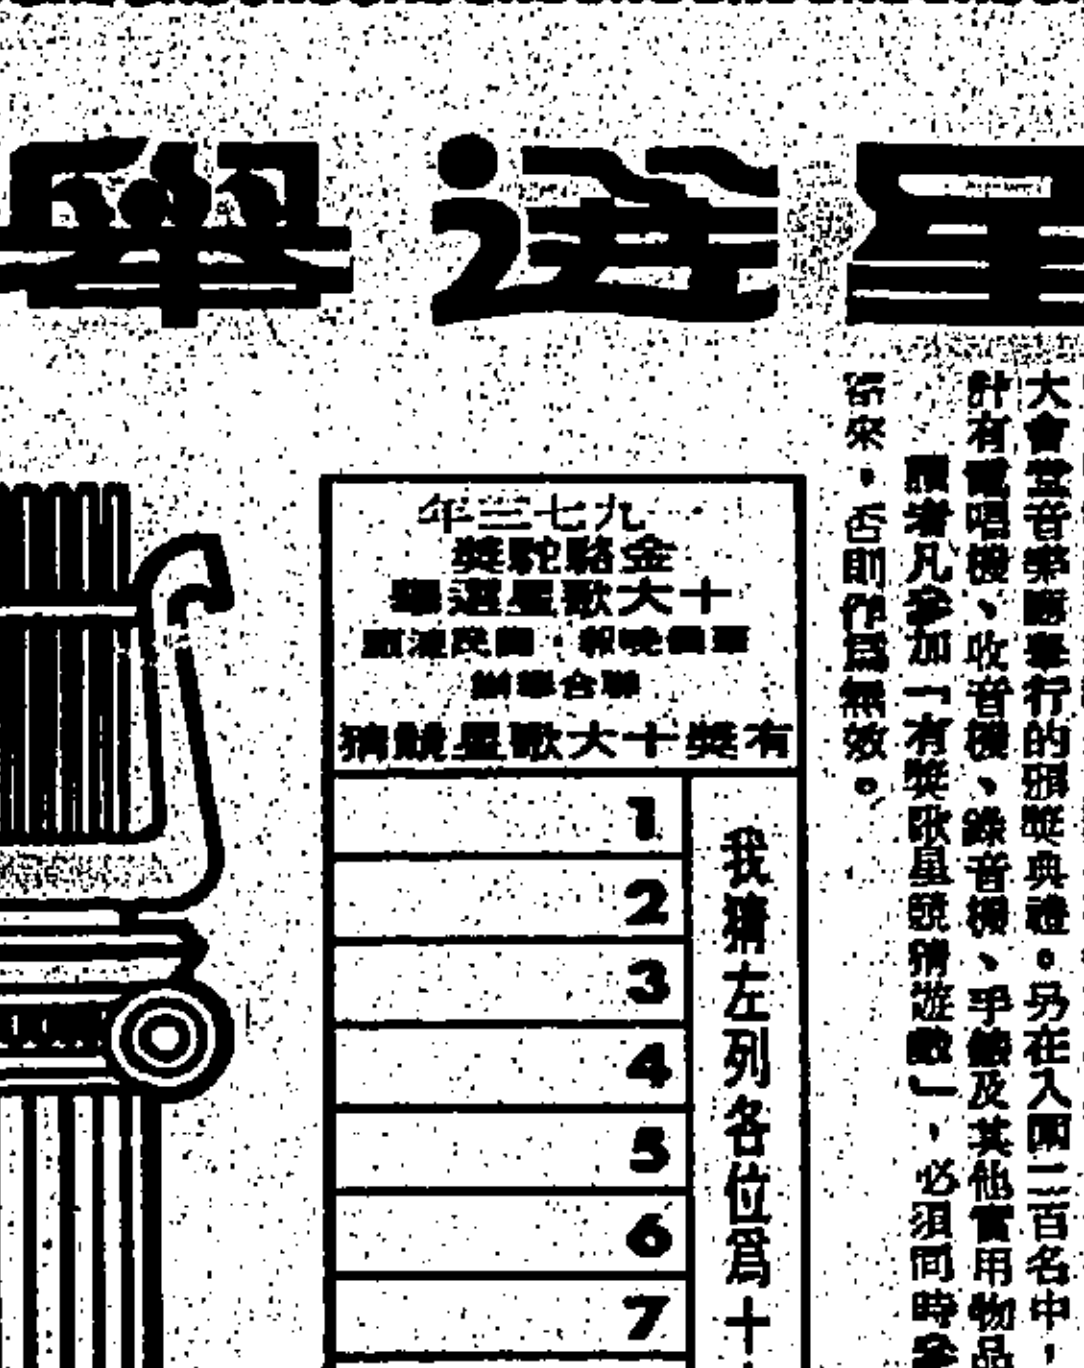 星選舉
大會堂音樂廳舉行的頒獎典禮。另在入圍二百名中，
計有電唱機、收音機、錄音機、手錶及其他實用物品
讀者凡參加「有獎歌星競猜遊戲」，必須同時參
來，否則作爲無效。
九七三年
金駱駝獎
十大歌星選舉
聯合舉辦
有獎十大歌星競猜
我猜左列各位爲十
1
2
3
4
5
6
7